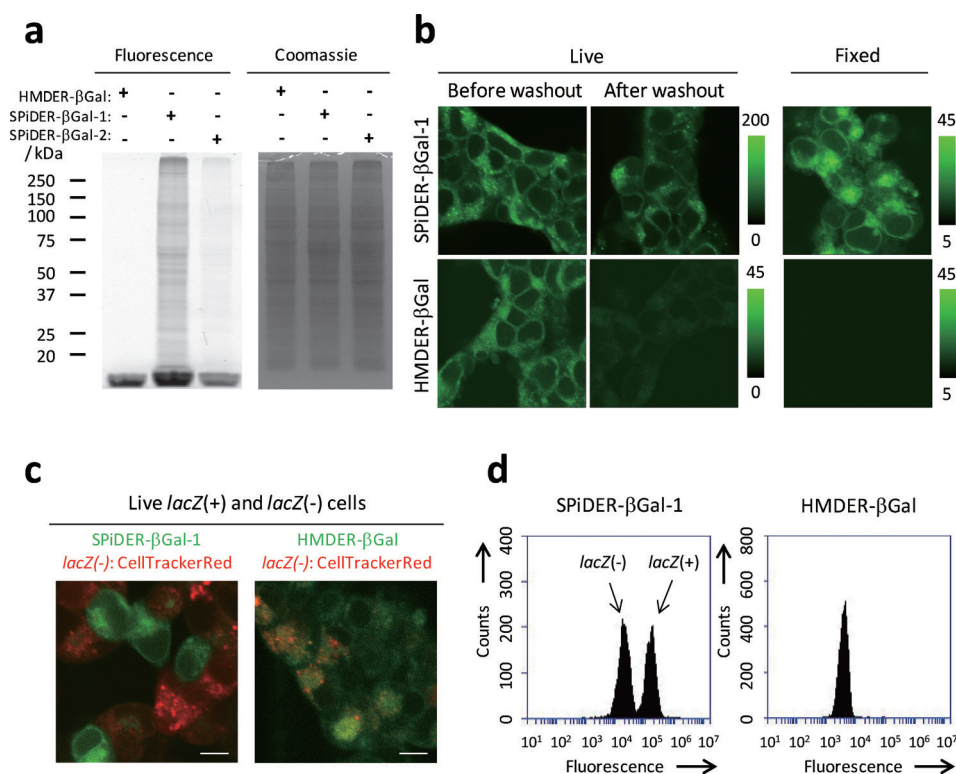 a
Fluorescence Coomassie
HMDER-βGal: + - - + - -
SPiDER-βGal-1: - + - - + -
SPiDER-βGal-2: - - + - - +
/ kDa
250
150
100
75
50
37
25
20
b
Live Fixed
Before washout After washout
SPiDER-βGal-1
200
0
45
5
HMDER-βGal
45
0
45
5
c
Live lacZ(+) and lacZ(-) cells
SPiDER-βGal-1 HMDER-βGal
lacZ(-): CellTrackerRed lacZ(-): CellTrackerRed
d
SPiDER-βGal-1
Counts
400
300
200
100
0
lacZ(-) lacZ(+)
10¹ 10² 10³ 10⁴ 10⁵ 10⁶ 10⁷
Fluorescence
HMDER-βGal
Counts
800
600
400
200
0
10¹ 10² 10³ 10⁴ 10⁵ 10⁶ 10⁷
Fluorescence